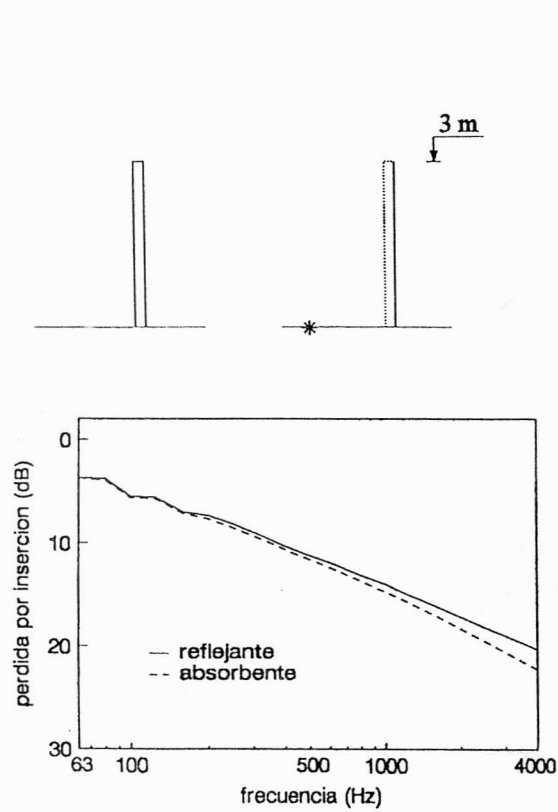 3 m
perdida por insercion (dB)
0
10
20
30
reflejante
absorbente
63 100 500 1000 4000
frecuencia (Hz)